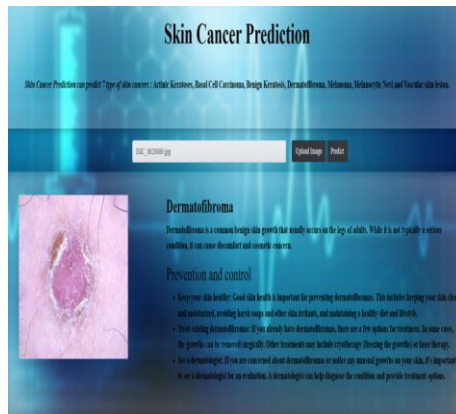 Skin Cancer Prediction
Skin Cancer Prediction can predict 7 type of skin cancers : Actinic Keratoses, Basal Cell Carcinoma, Benign Keratosis, Dermatofibroma, Melanoma, Melanocytic Nevi and Vascular skin lesion.
.jpg
Upload Image
Predict
Dermatofibroma
Dermatofibroma is a common benign skin growth that usually occurs on the legs of adults. While it is not typically a serious
condition, it can cause discomfort and cosmetic concern.
Prevention and control
• Keep your skin healthy: Good skin health is important for preventing dermatofibromas. This includes keeping your skin clean
and moisturized, avoiding harsh soaps and other skin irritants, and maintaining a healthy diet and lifestyle.
• Treat existing dermatofibromas: If you already have dermatofibromas, there are a few options for treatment. In some cases,
the growths can be removed surgically. Other treatments may include cryotherapy (freezing the growths) or laser therapy.
• See a dermatologist: If you are concerned about dermatofibromas or notice any unusual growths on your skin, it's important
to see a dermatologist for an evaluation. A dermatologist can help diagnose the condition and provide treatment options.